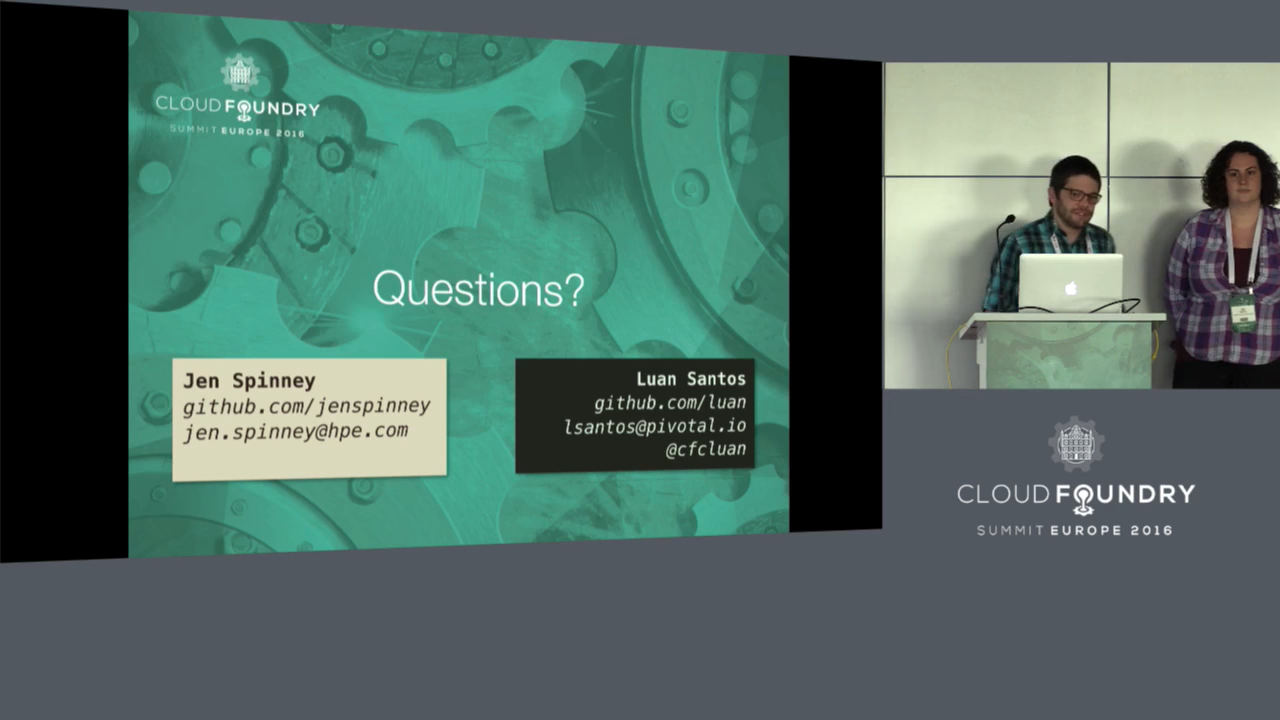 CLOUD FOUNDRY
SUMMIT EUROPE 2016
Questions?
Jen Spinney
github.com/jenspinney
jen.spinney@hpe.com
Luan Santos
github.com/luan
lsantos@pivotal.io
@cfcluan
CLOUD FOUNDRY
SUMMIT EUROPE 2016